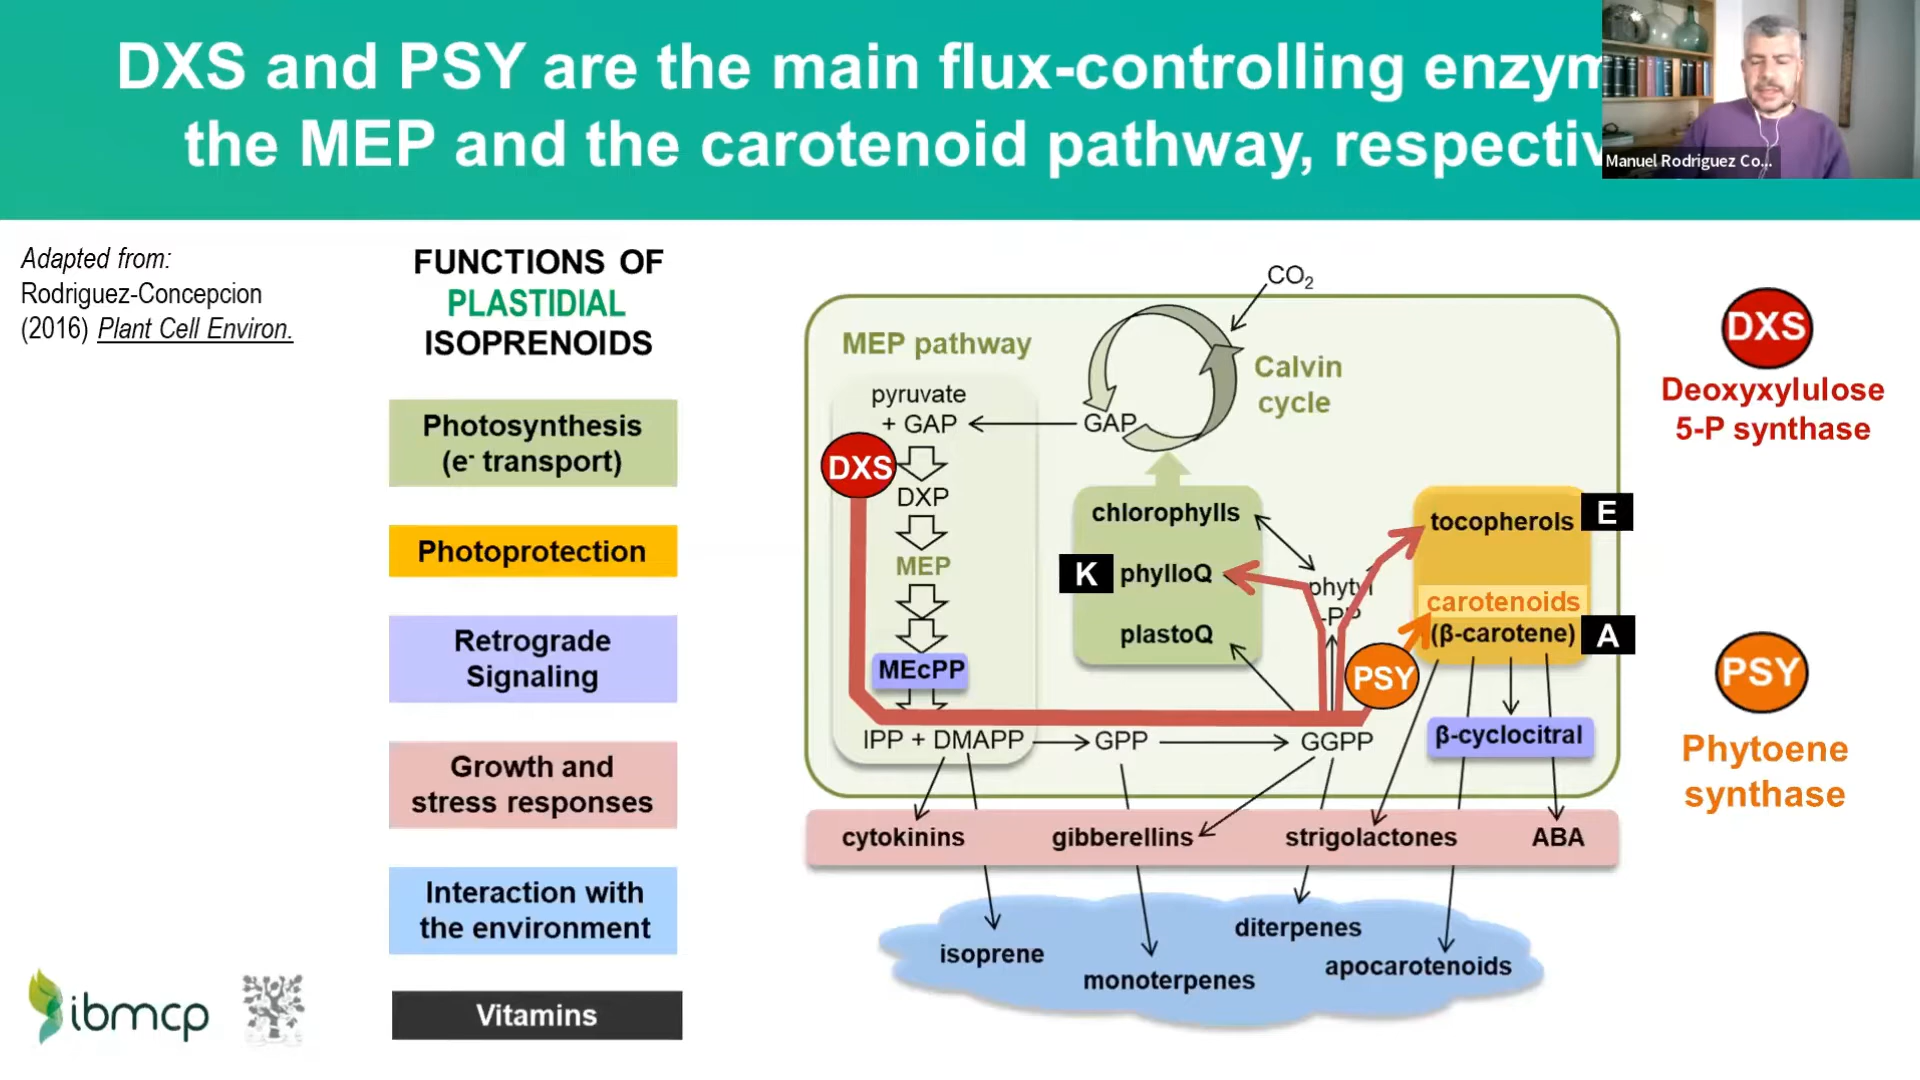 DXS and PSY are the main flux-controlling
the MEP and the carotenoid pathway,
Manuel Rodriguez Co...
Adapted from:
Rodriguez-Concepcion
(2016) Plant Cell Environ.
FUNCTIONS OF
PLASTIDIAL
ISOPRENOIDS
Photosynthesis
(e- transport)
Photoprotection
Retrograde
Signaling
Growth and
stress responses
Interaction with
the environment
Vitamins
ibmcp
CO2
MEP pathway
Calvin
cycle
pyruvate
+ GAP
GAP
DXS
DXP
MEP
MEcPP
IPP + DMAPP
GPP
GGPP
chlorophylls
K
phylloQ
plastoQ
phytyl
-PP
PSY
tocopherols
E
carotenoids
(β-carotene)
A
β-cyclocitral
cytokinins
gibberellins
strigolactones
ABA
isoprene
monoterpenes
diterpenes
apocarotenoids
DXS
Deoxyxylulose
5-P synthase
PSY
Phytoene
synthase